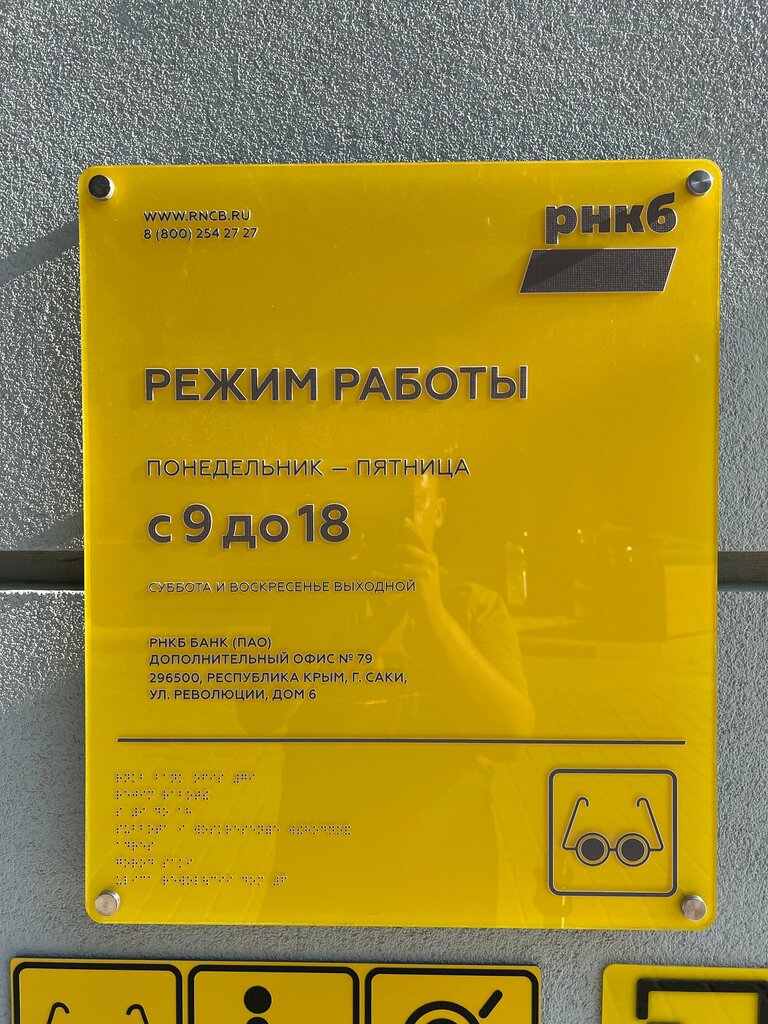 WWW.RNCB.RU
8 (800) 254 27 27
рнкб
РЕЖИМ РАБОТЫ
ПОНЕДЕЛЬНИК — ПЯТНИЦА
с 9 до 18
СУББОТА И ВОСКРЕСЕНЬЕ ВЫХОДНОЙ
РНКБ БАНК (ПАО)
ДОПОЛНИТЕЛЬНЫЙ ОФИС № 79
296500, РЕСПУБЛИКА КРЫМ, Г. САКИ,
УЛ. РЕВОЛЮЦИИ, ДОМ 6